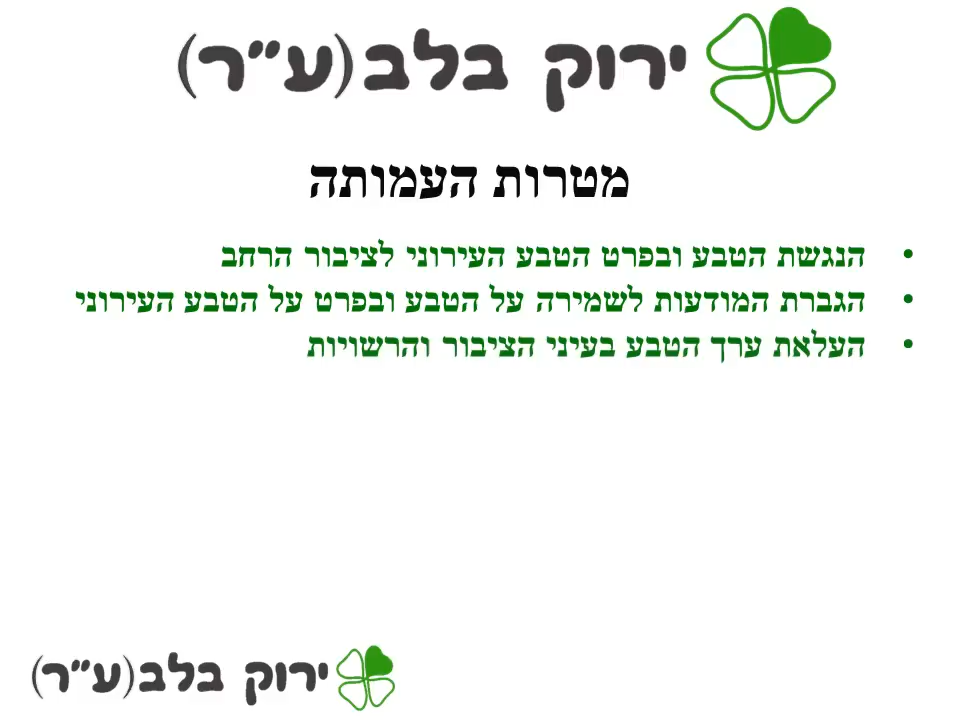 ירוק בלב (ע"ר)
מטרות העמותה
• הנגשת הטבע ובפרט הטבע העירוני לציבור הרחב
• הגברת המודעות לשמירה על הטבע ובפרט על הטבע העירוני
• העלאת ערך הטבע בעיני הציבור והרשויות
ירוק בלב (ע"ר)